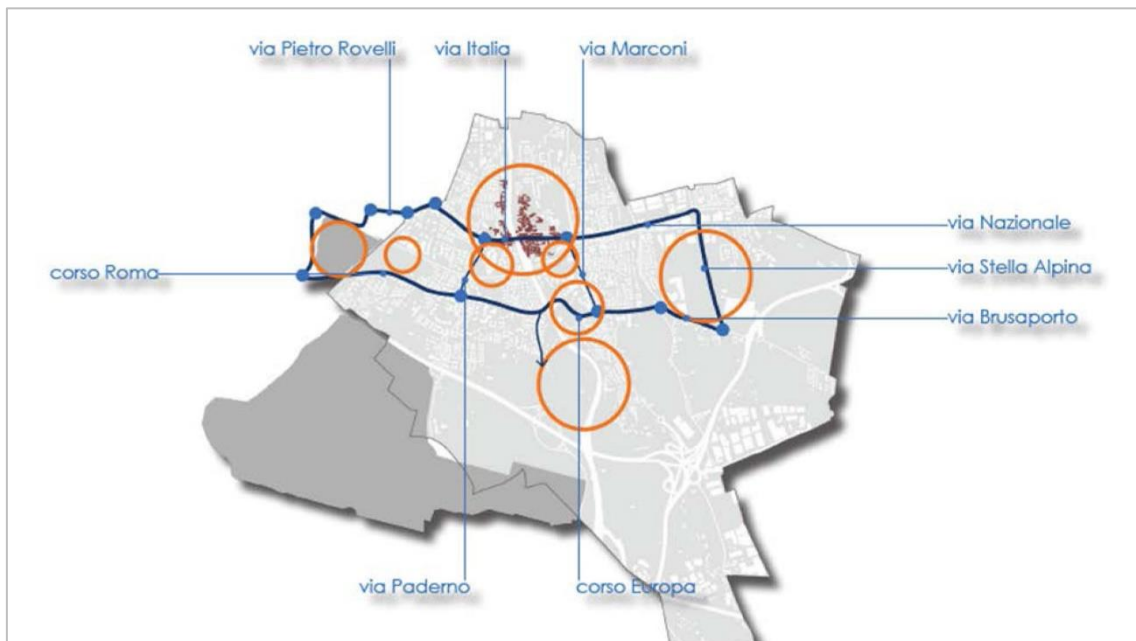 via Pietro Rovelli
via Italia
via Marconi
via Nazionale
corso Roma
via Stella Alpina
via Brusaporto
via Paderno
corso Europa